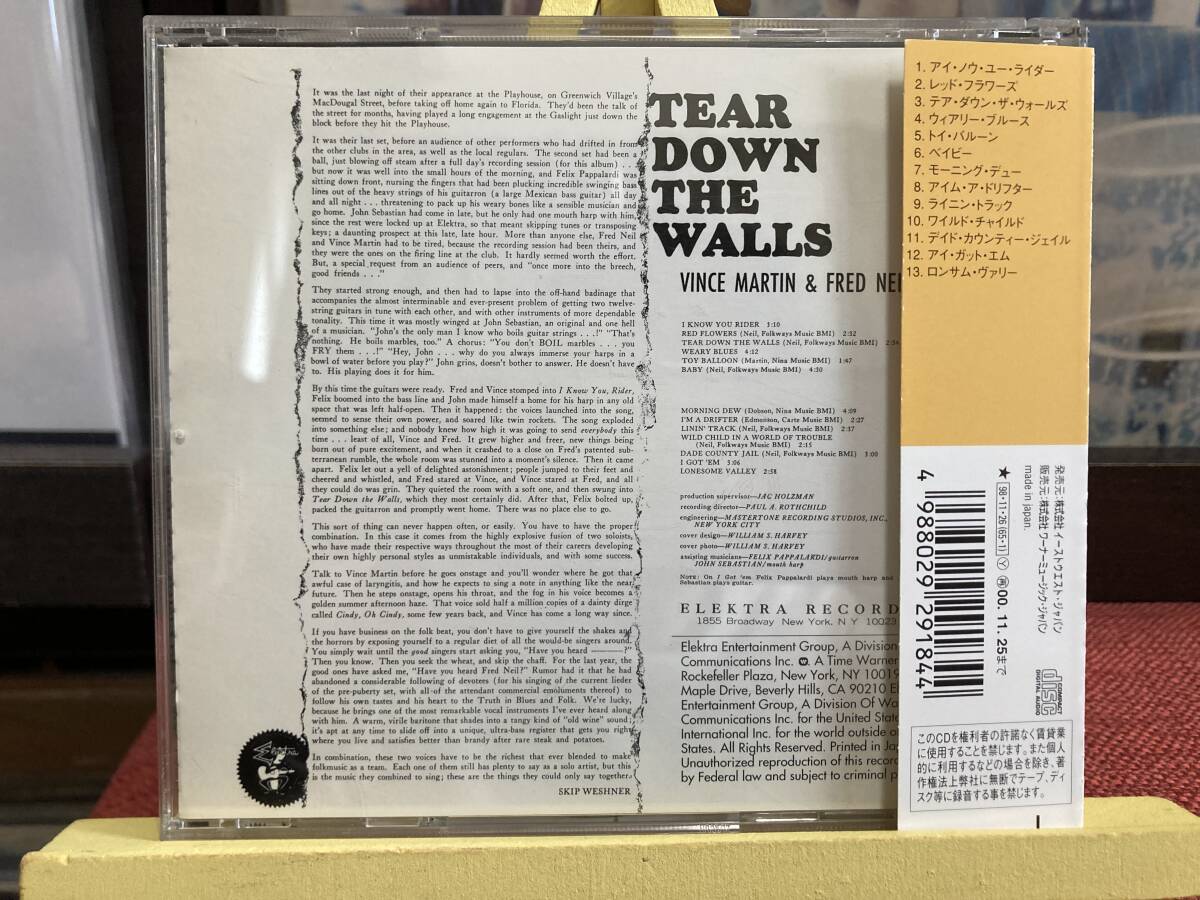 It was the last night of their appearance at the Playhouse, on Greenwich Village's
MacDougal Street, before taking off home again to Florida. They'd been the talk of
the street for months, having played a long engagement at the Gaslight just down the
block before they hit the Playhouse.
It was their last set, before an audience of other performers who had drifted in from
the other clubs in the area, as well as the local regulars. The second set had been a
ball, just blowing off steam after a full day's recording session (for this album) . . .
but now it was well into the small hours of the morning, and Felix Pappalardi was
sitting down front, nursing the fingers that had been plucking incredible swinging bass
lines out of the heavy strings of his guitarron (a large Mexican bass guitar) all day
and all night . . . threatening to pack up his weary bones like a sensible musician and
go home. John Sebastian had come in late, but he only had one mouth harp with him,
since the rest were locked up at Elektra, so that meant skipping tunes or transposing
keys; a daunting prospect at this late, late hour. More than anyone else, Fred Neil
and Vince Martin had to be tired, because the recording session had been theirs, and
they were the ones on the firing line at the club. It hardly seemed worth the effort.
But, a special request from an audience of peers, and "once more into the breech,
good friends . . ."
They started strong enough, and then had to lapse into the off-hand badinage that
accompanies the almost interminable and ever-present problem of getting two twelve-
string guitars in tune with each other, and with other instruments of more dependable
tonality. This time it was mostly winged at John Sebastian, an original and one hell
of a musician. "John's the only man I know who boils guitar strings . . .!" "That's
nothing. He boils marbles, too." A chorus: "You don't BOIL marbles . . . you
FRY them . . .!" "Hey, John . . . why do you always immerse your harps in a
bowl of water before you play?" John grins, doesn't bother to answer. He doesn't have
to. His playing does it for him.
By this time the guitars were ready. Fred and Vince stomped into I Know You, Rider,
Felix boomed into the bass line and John made himself a home for his harp in any old
space that was left half-open. Then it happened: the voices launched into the song,
seemed to sense their own power, and soared like twin rockets. The song exploded
into something else; and nobody knew how high it was going to send everybody this
time . . . least of all, Vince and Fred. It grew higher and freer, new things being
born out of pure excitement, and when it crashed to a close on Fred's patented sub-
terranean rumble, the whole room was stunned into a moment's silence. Then it came
apart. Felix let out a yell of delighted astonishment; people jumped to their feet and
cheered and whistled, and Fred stared at Vince, and Vince stared at Fred, and all
they could do was grin. They quieted the room with a soft one, and then swung into
Tear Down the Walls, which they most certainly did. After that, Felix bolted up,
packed the guitarron and promptly went home. There was no place else to go.
This sort of thing can never happen often, or easily. You have to have the proper
combination. In this case it comes from the highly explosive fusion of two soloists,
who have made their respective ways throughout the most of their careers developing
their own highly personal styles as unmistakable individuals, and with some success.
Talk to Vince Martin before he goes onstage and you'll wonder where he got that
awful case of laryngitis, and how he expects to sing a note in anything like the near
future. Then he steps onstage, opens his throat, and the fog in his voice becomes a
golden summer afternoon haze. That voice sold half a million copies of a dainty dirge
called Cindy, Oh Cindy, some few years back, and Vince has come a long way since.
If you have business on the folk beat, you don't have to give yourself the shakes and
the horrors by exposing yourself to a regular diet of all the would-be singers around.
You simply wait until the good singers start asking you, "Have you heard ———?"
Then you know. Then you seek the wheat, and skip the chaff. For the last year, the
good ones have asked me, "Have you heard Fred Neil?" Rumor had it that he had
abandoned a considerable following of devotees (for his singing of the current lieder
of the pre-puberty set, with all of the attendant commercial emoluments thereof) to
follow his own tastes and his heart to the Truth in Blues and Folk. We're lucky,
because he brings one of the most remarkable vocal instruments I've ever heard along
with him. A warm, virile baritone that shades into a tangy kind of "old wine" sound;
it's apt at any time to slide off into a unique, ultra-bass register that gets you right
where you live and satisfies better than brandy after rare steak and potatoes.
In combination, these two voices have to be the richest that ever blended to make
folkmusic as a team. Each one of them still has plenty to say as a solo artist, but this
is the music they combined to sing; these are the things they could only say together.
SKIP WESHNER
Elektra
TEAR
DOWN
THE
WALLS
VINCE MARTIN & FRED NEI
I KNOW YOU RIDER 3:10
RED FLOWERS (Neil, Folkways Music BMI) 2:32
TEAR DOWN THE WALLS (Neil, Folkways Music BMI)
WEARY BLUES 4:12
TOY BALLOON (Martin, Nina Music BMI) 1:47
BABY (Neil, Folkways Music BMI) 4:30
MORNING DEW (Dobson, Nina Music BMI) 4:09
I'M A DRIFTER (Edmonton, Carte Music BMI) 2:27
LININ' TRACK (Neil, Folkways Music BMI) 2:17
WILD CHILD IN A WORLD OF TROUBLE
(Neil, Folkways Music BMI) 2:15
DADE COUNTY JAIL (Neil, Folkways Music BMI) 3:00
I GOT 'EM 3:06
LONESOME VALLEY 2:58
production supervisor—JAC HOLZMAN
recording director—PAUL A. ROTHCHILD
engineering—MASTERTONE RECORDING STUDIOS, INC.,
NEW YORK CITY
cover design—WILLIAM S. HARVEY
cover photo—WILLIAM S. HARVEY
assisting musicians—FELIX PAPPALARDI/guitarron
JOHN SEBASTIAN/mouth harp
NOTE: On I Got 'em Felix Pappalardi plays mouth harp and
Sebastian plays guitar.
ELEKTRA RECORD
1855 Broadway New York, N.Y 10023
Elektra Entertainment Group, A Division
Communications Inc. A Time Warner
Rockefeller Plaza, New York, NY 10019
Maple Drive, Beverly Hills, CA 90210 El
Entertainment Group, A Division Of Wa
Communications Inc. for the United State
International Inc. for the world outside o
States. All Rights Reserved. Printed in Ja
Unauthorized reproduction of this record
by Federal law and subject to criminal p
1. アイ・ノウ・ユー・ライダー
2. レッド・フラワーズ
3. テア・ダウン・ザ・ウォールズ
4. ウィアリー・ブルース
5. トイ・バルーン
6. ベイビー
7. モーニング・デュー
8. アイム・ア・ドリフター
9. ライニン・トラック
10. ワイルド・チャイルド
11. デイド・カウンティー・ジェイル
12. アイ・ガット・エム
13. ロンサム・ヴァリー
発売元:株式会社 イーストウエスト・ジャパン
販売元:株式会社 ワーナーミュージック・ジャパン
made in japan.
★ 98・11・26 (65・1) Y 再 00.11.25まで
4 988029 291844
COMPACT
disc
DIGITAL AUDIO
このCDを権利者の許諾なく賃貸業
に使用することを禁じます。また個人
的に利用するなどの場合を除き、著
作権法上弊社に無断でテープ、ディ
スク等に録音する事を禁じます。